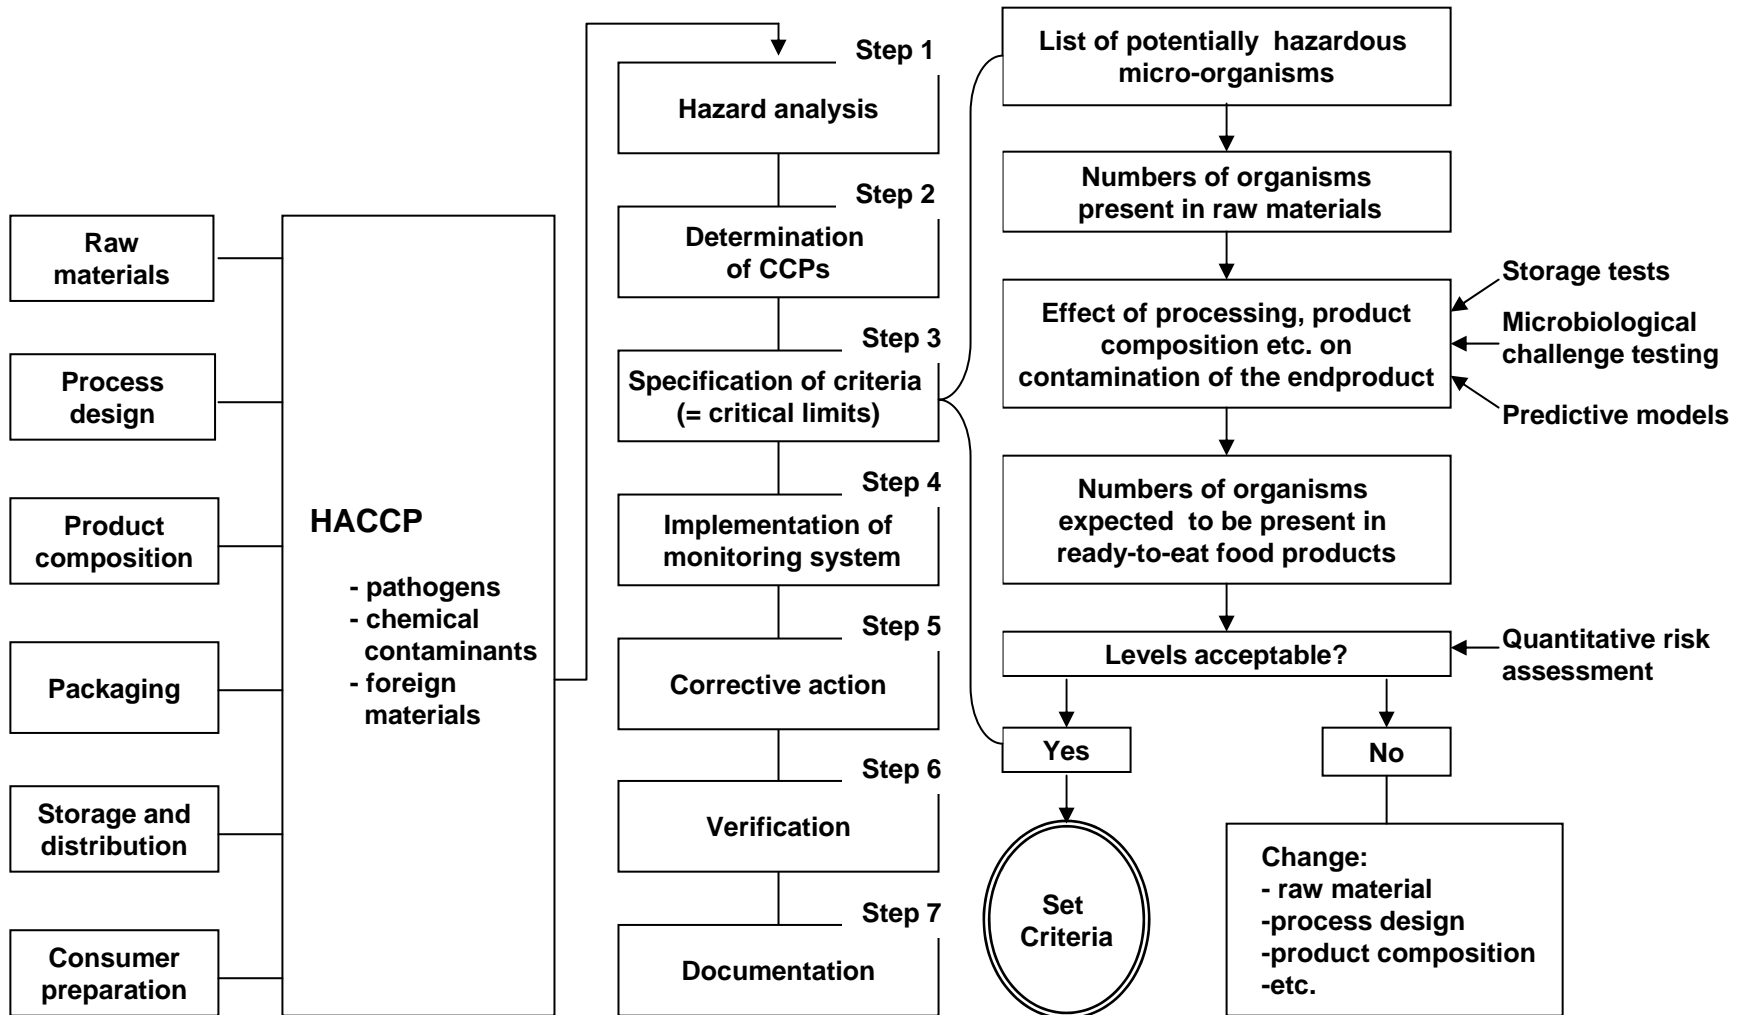 Raw
materials
Process
design
Product
composition
Packaging
Storage and
distribution
Consumer
preparation
HACCP
- pathogens
- chemical
contaminants
- foreign
materials
Step 1
Hazard analysis
Step 2
Determination
of CCPs
Step 3
Specification of criteria
(= critical limits)
Step 4
Implementation of
monitoring system
Step 5
Corrective action
Step 6
Verification
Step 7
Documentation
List of potentially hazardous
micro-organisms
Numbers of organisms
present in raw materials
Effect of processing, product
composition etc. on
contamination of the endproduct
Storage tests
Microbiological
challenge testing
Predictive models
Numbers of organisms
expected to be present in
ready-to-eat food products
Levels acceptable?
Quantitative risk
assessment
Yes
No
Set
Criteria
Change:
- raw material
-process design
-product composition
-etc.